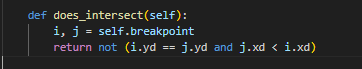 def does_intersect(self):
i, j = self.breakpoint
return not (i.yd == j.yd and j.xd < i.xd)